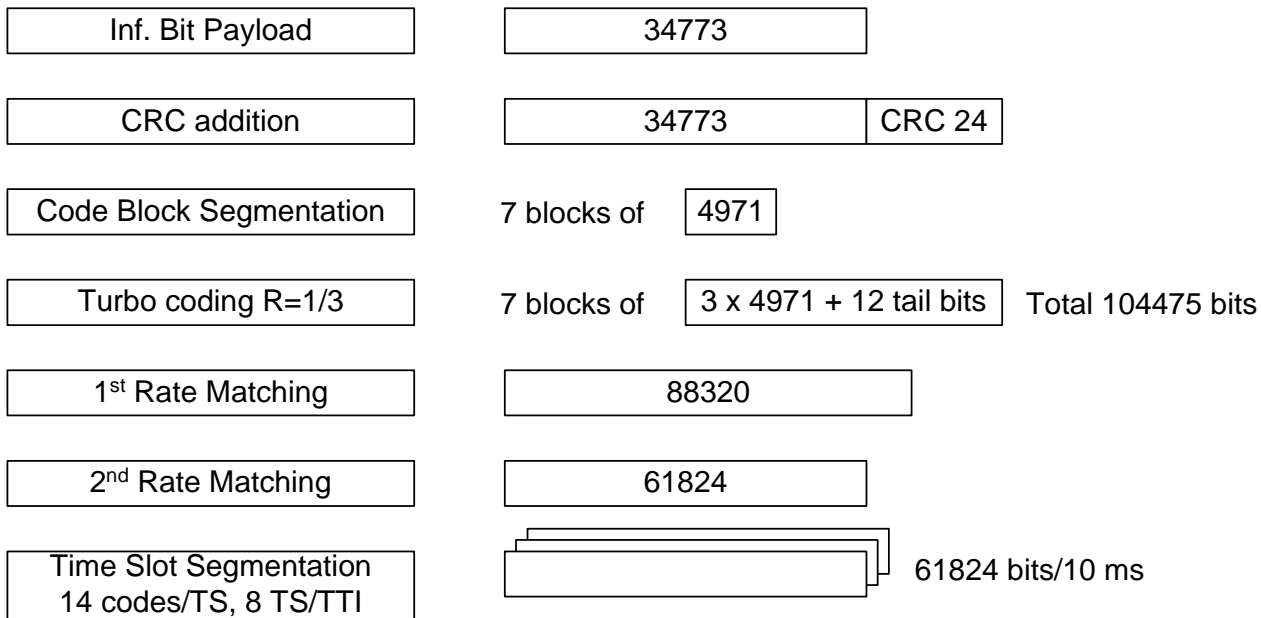 Inf. Bit Payload 34773
CRC addition 34773 CRC 24
Code Block Segmentation 7 blocks of 4971
Turbo coding R=1/3 7 blocks of 3 x 4971 + 12 tail bits Total 104475 bits
1st Rate Matching 88320
2nd Rate Matching 61824
Time Slot Segmentation
14 codes/TS, 8 TS/TTI
61824 bits/10 ms